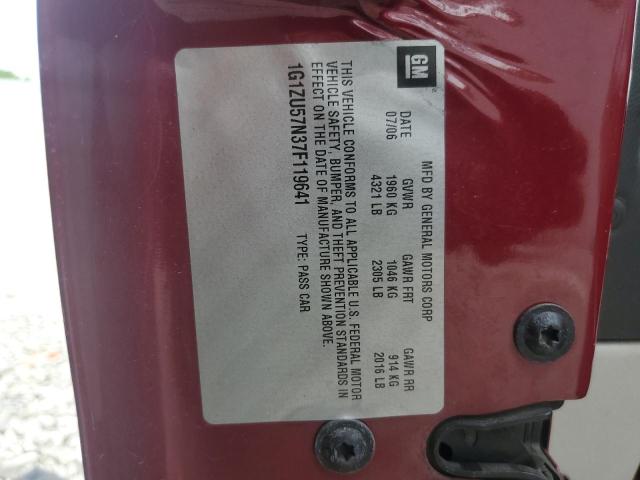 GM
MFD BY GENERAL MOTORS CORP
DATE GVWR GAWR FRT GAWR RR
07/06 1960 KG 1046 KG 914 KG
4321 LB 2305 LB 2016 LB
THIS VEHICLE CONFORMS TO ALL APPLICABLE U.S. FEDERAL MOTOR
VEHICLE SAFETY, BUMPER, AND THEFT PREVENTION STANDARDS IN
EFFECT ON THE DATE OF MANUFACTURE SHOWN ABOVE.
1G1ZU57N37F119641 TYPE: PASS CAR